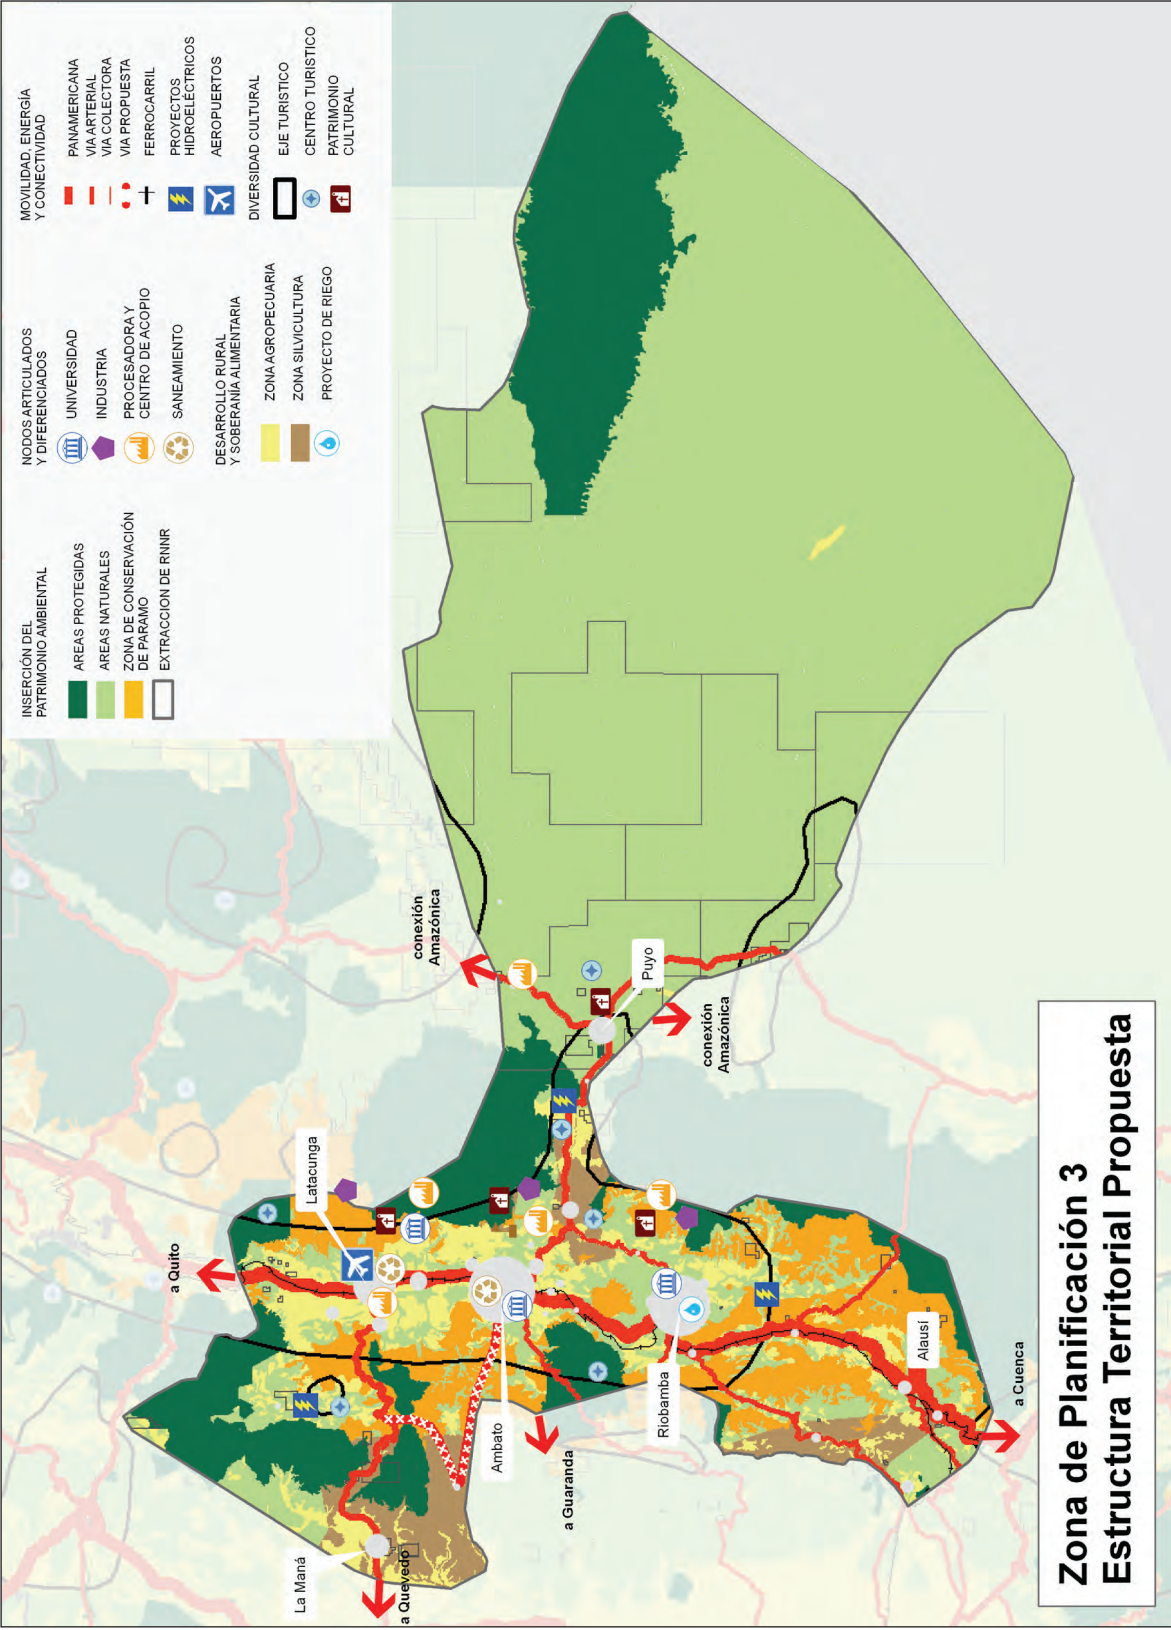 INSERCIÓN DEL
PATRIMONIO AMBIENTAL
AREAS PROTEGIDAS
AREAS NATURALES
ZONA DE CONSERVACIÓN
DE PARAMO
EXTRACCION DE RNNR
NODOS ARTICULADOS
Y DIFERENCIADOS
UNIVERSIDAD
INDUSTRIA
PROCESADORA Y
CENTRO DE ACOPIO
SANEAMIENTO
DESARROLLO RURAL
Y SOBERANÍA ALIMENTARIA
ZONA AGROPECUARIA
ZONA SILVICULTURA
PROYECTO DE RIEGO
MOVILIDAD, ENERGÍA
Y CONECTIVIDAD
PANAMERICANA
VIA ARTERIAL
VIA COLECTORA
VIA PROPUESTA
FERROCARRIL
PROYECTOS
HIDROELÉCTRICOS
AEROPUERTOS
DIVERSIDAD CULTURAL
EJE TURISTICO
CENTRO TURISTICO
PATRIMONIO
CULTURAL
a Quito
Latacunga
La Maná
a Quevedo
Ambato
a Guaranda
Riobamba
Alausí
a Cuenca
conexión
Amazónica
Puyo
conexión
Amazónica
Zona de Planificación 3
Estructura Territorial Propuesta